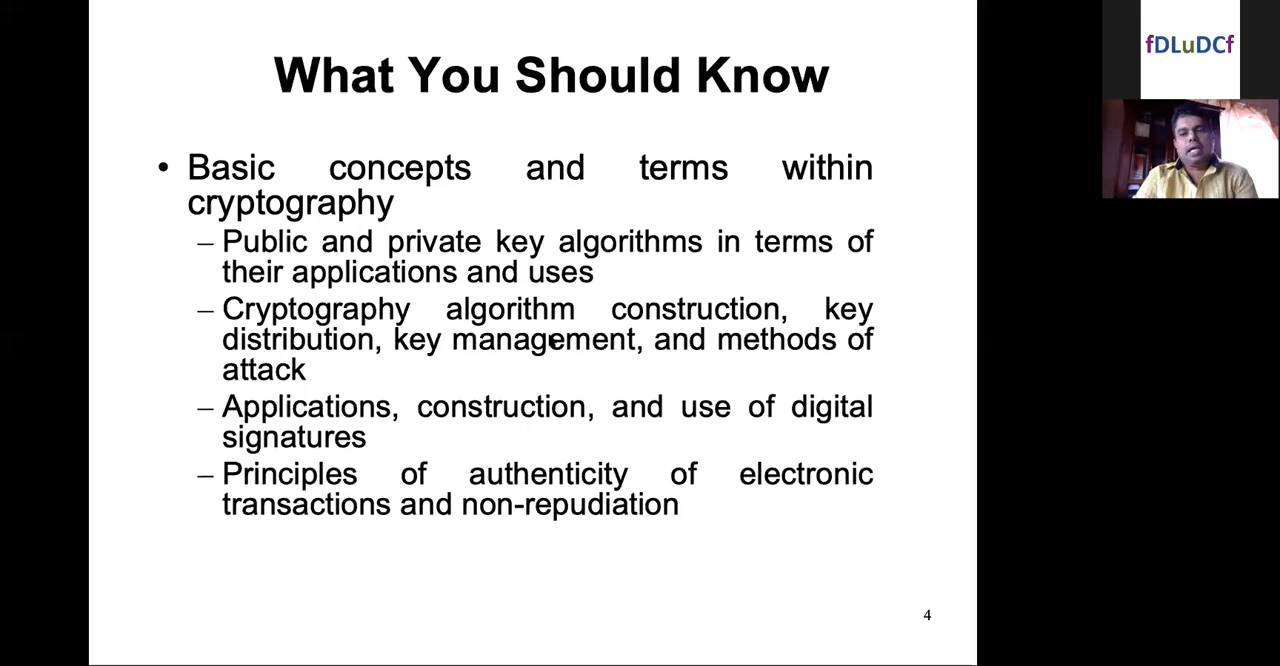 What You Should Know
• Basic concepts and terms within
cryptography
– Public and private key algorithms in terms of
their applications and uses
– Cryptography algorithm construction, key
distribution, key management, and methods of
attack
– Applications, construction, and use of digital
signatures
– Principles of authenticity of electronic
transactions and non-repudiation
4
fDLuDCf